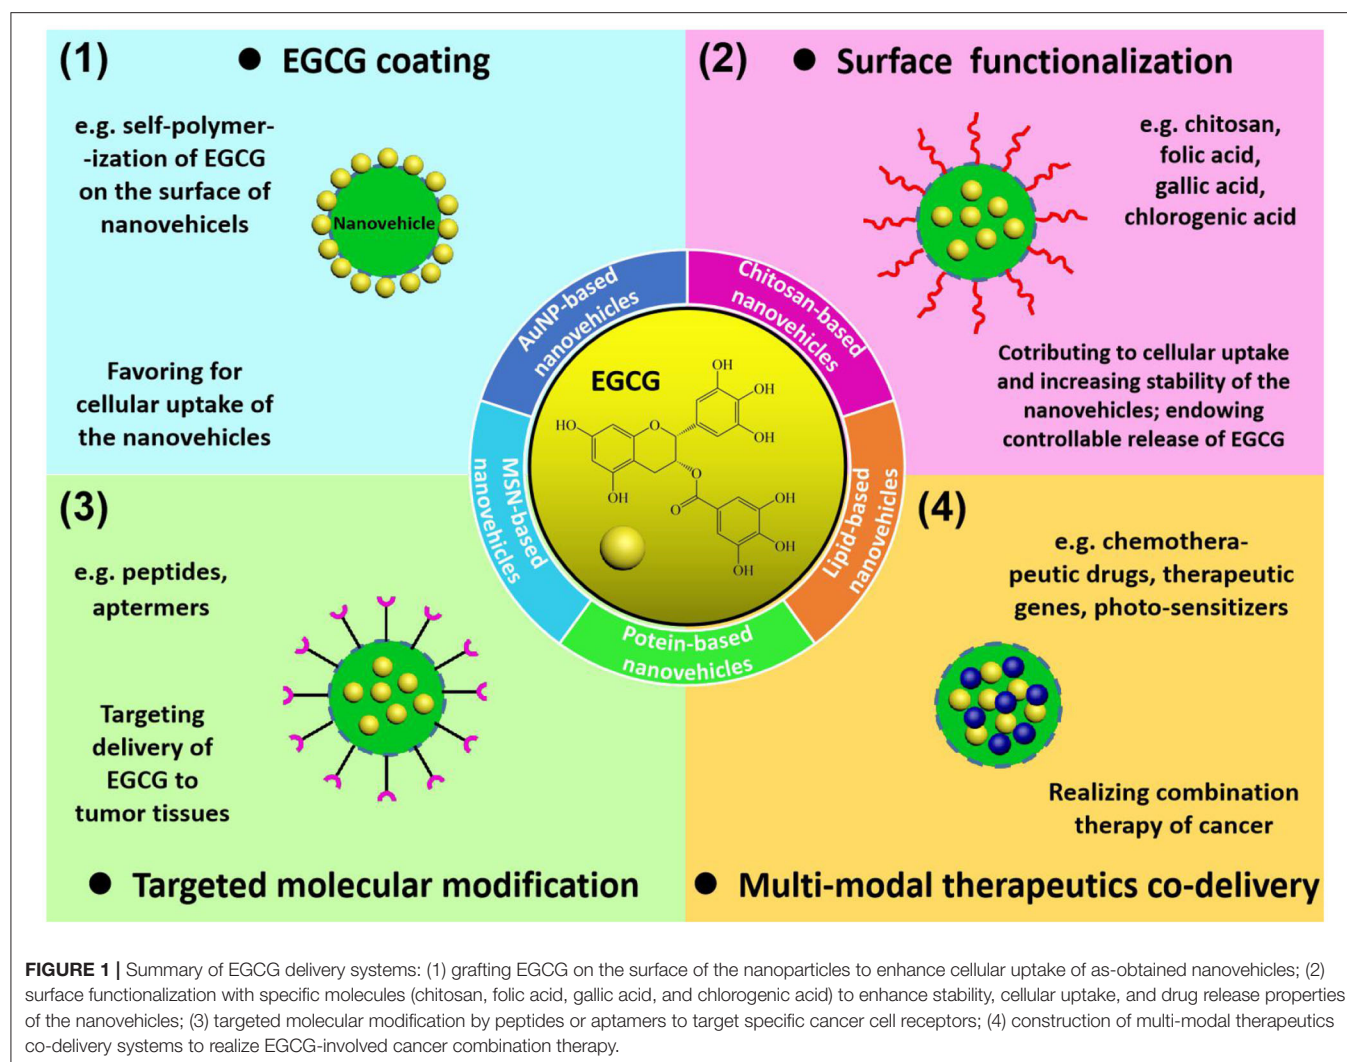 (1)
● EGCG coating
e.g. self-polymer-
-ization of EGCG
on the surface of
nanovehicels
Nanovehicle
Favoring for
cellular uptake of
the nanovehicles
(2)
● Surface functionalization
e.g. chitosan,
folic acid,
gallic acid,
chlorogenic acid
Cotributing to cellular uptake
and increasing stability of the
nanovehicles; endowing
controllable release of EGCG
AuNP-based
nanovehicles
Chitosan-based
nanovehicles
MSN-based
nanovehicles
Lipid-based
nanovehicles
Potein-based
nanovehicles
EGCG
OH
OH
OH
HO
O
OH
O
O
OH
OH
OH
(3)
e.g. peptides,
aptermers
Targeting
delivery of
EGCG to
tumor tissues
● Targeted molecular modification
(4)
e.g. chemothera-
peutic drugs, therapeutic
genes, photo-sensitizers
Realizing combination
therapy of cancer
● Multi-modal therapeutics co-delivery
FIGURE 1 | Summary of EGCG delivery systems: (1) grafting EGCG on the surface of the nanoparticles to enhance cellular uptake of as-obtained nanovehicles; (2)
surface functionalization with specific molecules (chitosan, folic acid, gallic acid, and chlorogenic acid) to enhance stability, cellular uptake, and drug release properties
of the nanovehicles; (3) targeted molecular modification by peptides or aptamers to target specific cancer cell receptors; (4) construction of multi-modal therapeutics
co-delivery systems to realize EGCG-involved cancer combination therapy.